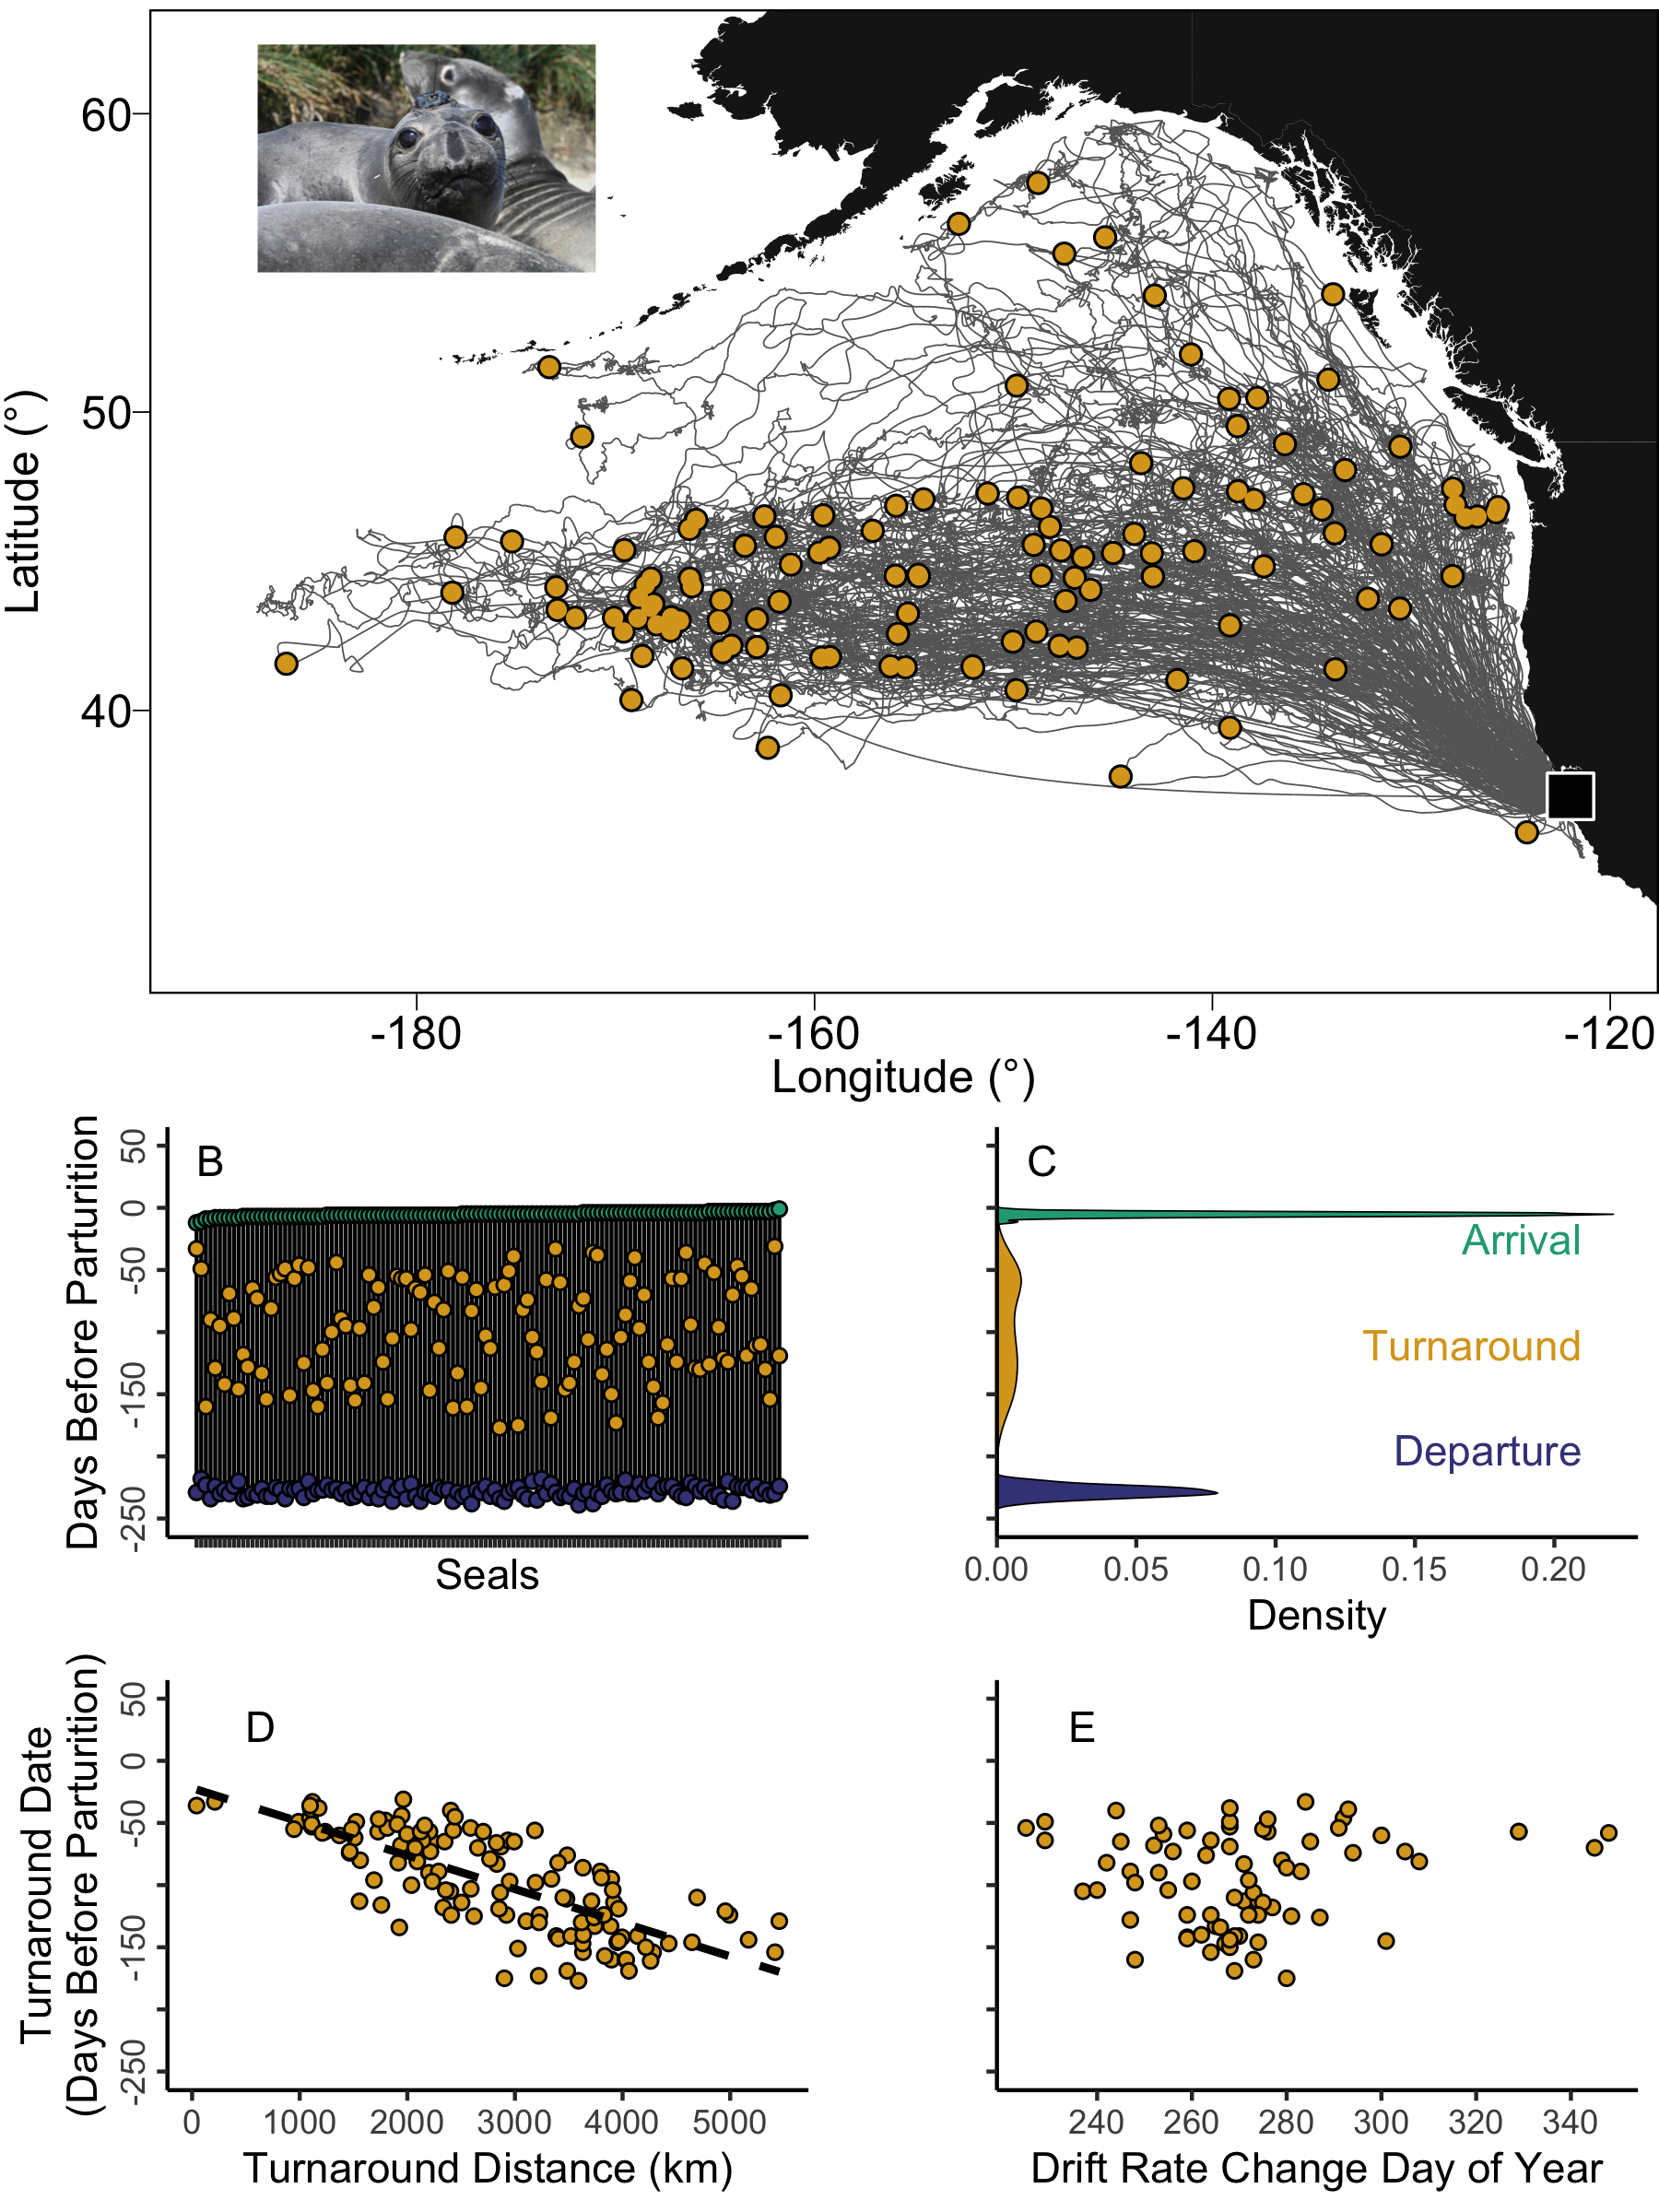 60
50
40
Latitude (°)
-180 -160 -140 -120
Longitude (°)
B
50
0
-50
-150
-250
Days Before Parturition
Seals
C
Arrival
Turnaround
Departure
0.00 0.05 0.10 0.15 0.20
Density
D
50
0
-50
-150
-250
Turnaround Date
(Days Before Parturition)
0 1000 2000 3000 4000 5000
Turnaround Distance (km)
E
240 260 280 300 320 340
Drift Rate Change Day of Year